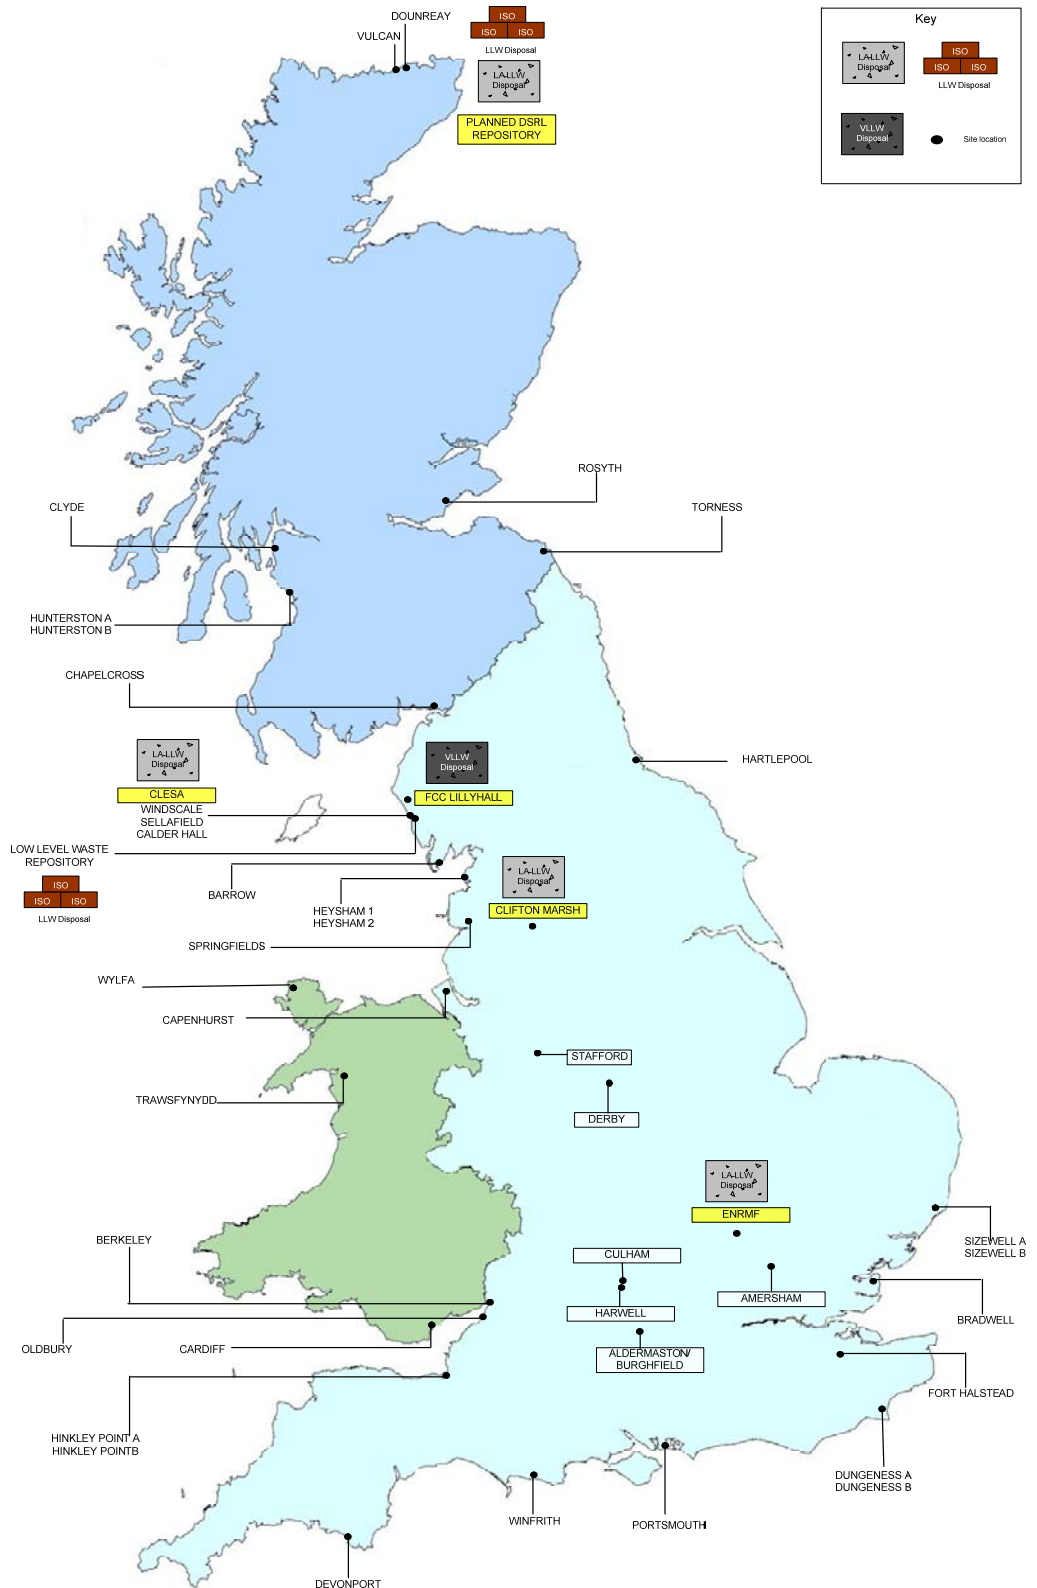 DOUNREAY
VULCAN
ISO
ISO ISO
LLW Disposal
LA-LLW
Disposal
PLANNED DSRL
REPOSITORY
Key
LA-LLW
Disposal
ISO
ISO ISO
LLW Disposal
VLLW
Disposal
Site location
ROSYTH
CLYDE
TORNESS
HUNTERSTON A
HUNTERSTON B
CHAPELCROSS
LA-LLW
Disposal
CLESA
VLLW
Disposal
FCC LILLYHALL
HARTLEPOOL
WINDSCALE
SELLAFIELD
CALDER HALL
LOW LEVEL WASTE
REPOSITORY
ISO
ISO ISO
LLW Disposal
BARROW
HEYSHAM 1
HEYSHAM 2
LA-LLW
Disposal
CLIFTON MARSH
SPRINGFIELDS
WYLFA
CAPENHURST
STAFFORD
TRAWSFYNYDD
DERBY
LA-LLW
Disposal
ENRMF
BERKELEY
SIZEWELL A
SIZEWELL B
CULHAM
HARWELL
AMERSHAM
BRADWELL
OLDBURY
CARDIFF
ALDERMASTON/
BURGHFIELD
FORT HALSTEAD
HINKLEY POINT A
HINKLEY POINTB
DUNGENESS A
DUNGENESS B
WINFRITH
PORTSMOUTH
DEVONPORT